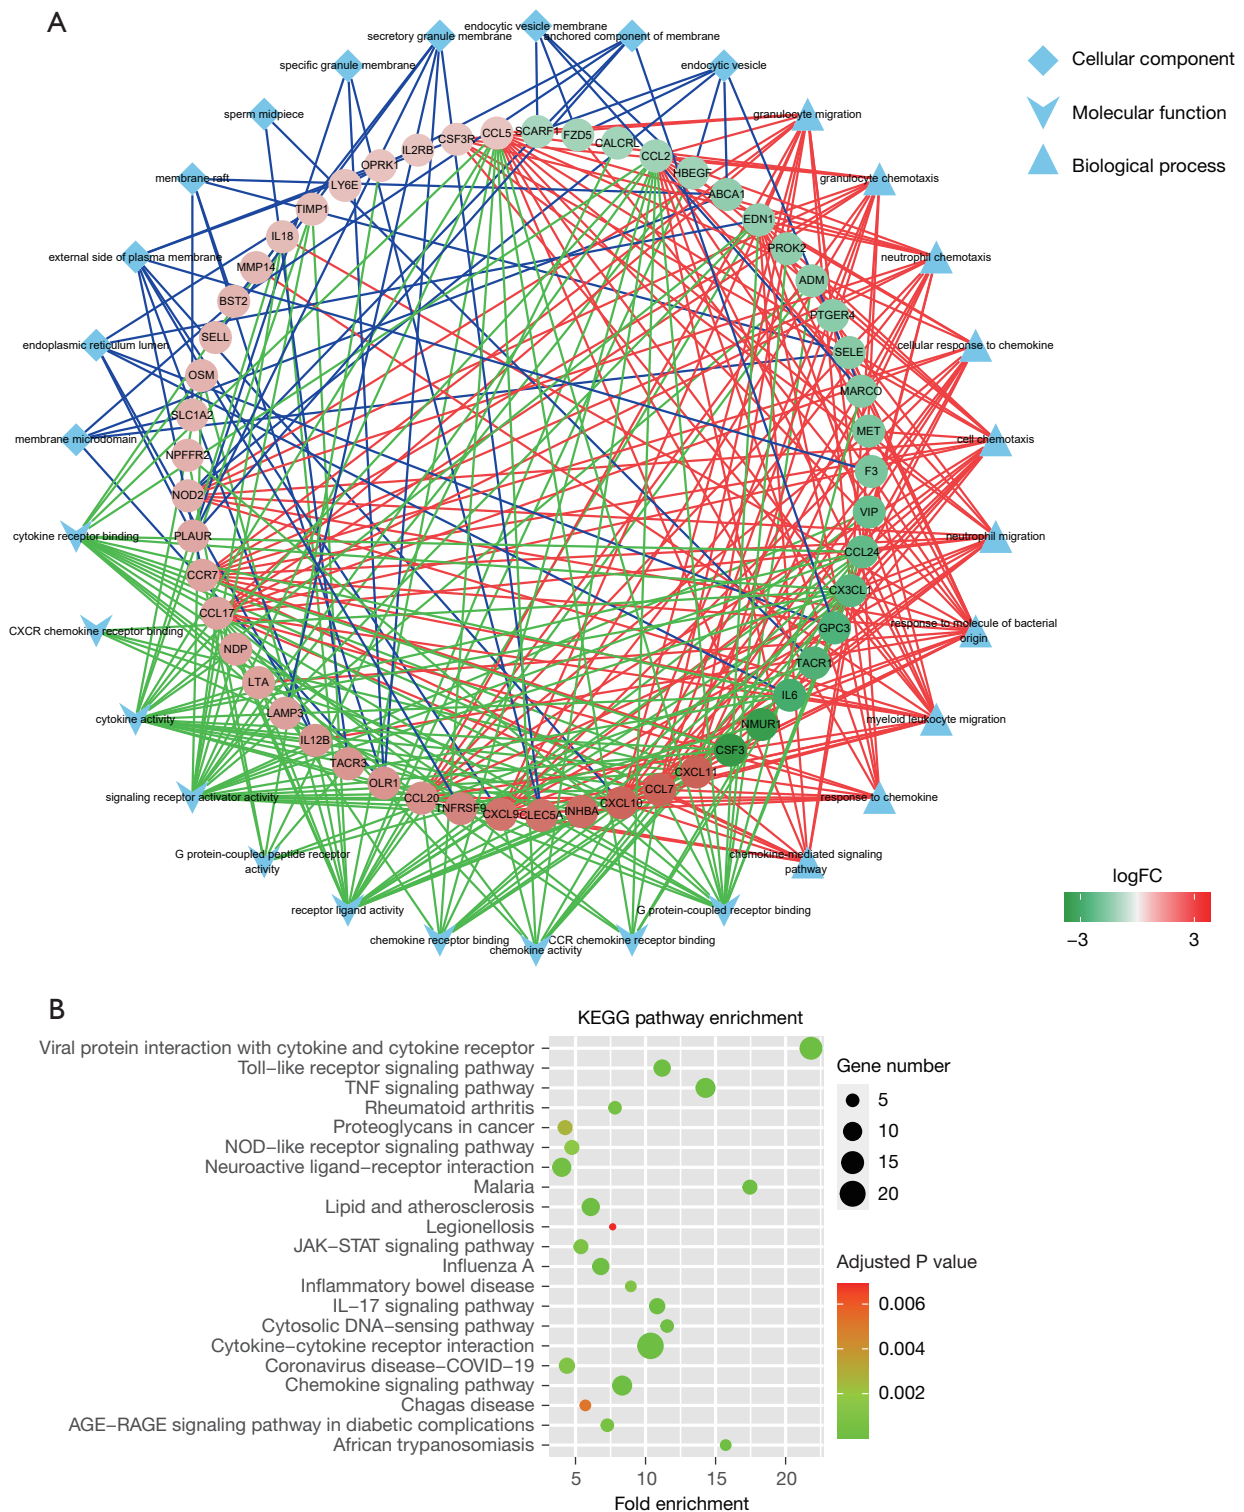 A
endocytic vesicle membrane
secretory granule membrane
anchored component of membrane
specific granule membrane
endocytic vesicle
sperm midpiece
granulocyte migration
membrane raft
granulocyte chemotaxis
external side of plasma membrane
neutrophil chemotaxis
endoplasmic reticulum lumen
cellular response to chemokine
membrane microdomain
cell chemotaxis
cytokine receptor binding
neutrophil migration
CXCR chemokine receptor binding
response to molecule of bacterial
origin
cytokine activity
myeloid leukocyte migration
signaling receptor activator activity
response to chemokine
G protein-coupled peptide receptor
activity
chemokine-mediated signaling
pathway
receptor ligand activity
G protein-coupled receptor binding
chemokine receptor binding
CCR chemokine receptor binding
chemokine activity
CCL5
SCARF1
FZD5
CALCRL
CCL2
HBEGF
ABCA1
EDN1
PROK2
ADM
PTGER4
SELE
MARCO
MET
F3
VIP
CCL24
CX3CL1
GPC3
TACR1
IL6
NMUR1
CSF3
CXCL11
CCL7
CXCL10
INHBA
CLEC5A
CXCL9
TNFRSF9
CCL20
OLR1
TACR3
IL12B
LAMP3
LTA
NDP
CCL17
CCR7
PLAUR
NOD2
NPFFR2
SLC1A2
OSM
SELL
BST2
MMP14
IL18
TIMP1
LY6E
OPRK1
IL2RB
CSF3R
Cellular component
Molecular function
Biological process
logFC
−3 3
B
KEGG pathway enrichment
Viral protein interaction with cytokine and cytokine receptor
Toll−like receptor signaling pathway
TNF signaling pathway
Rheumatoid arthritis
Proteoglycans in cancer
NOD−like receptor signaling pathway
Neuroactive ligand−receptor interaction
Malaria
Lipid and atherosclerosis
Legionellosis
JAK−STAT signaling pathway
Influenza A
Inflammatory bowel disease
IL−17 signaling pathway
Cytosolic DNA−sensing pathway
Cytokine−cytokine receptor interaction
Coronavirus disease−COVID−19
Chemokine signaling pathway
Chagas disease
AGE−RAGE signaling pathway in diabetic complications
African trypanosomiasis
5 10 15 20
Fold enrichment
Gene number
5
10
15
20
Adjusted P value
0.006
0.004
0.002